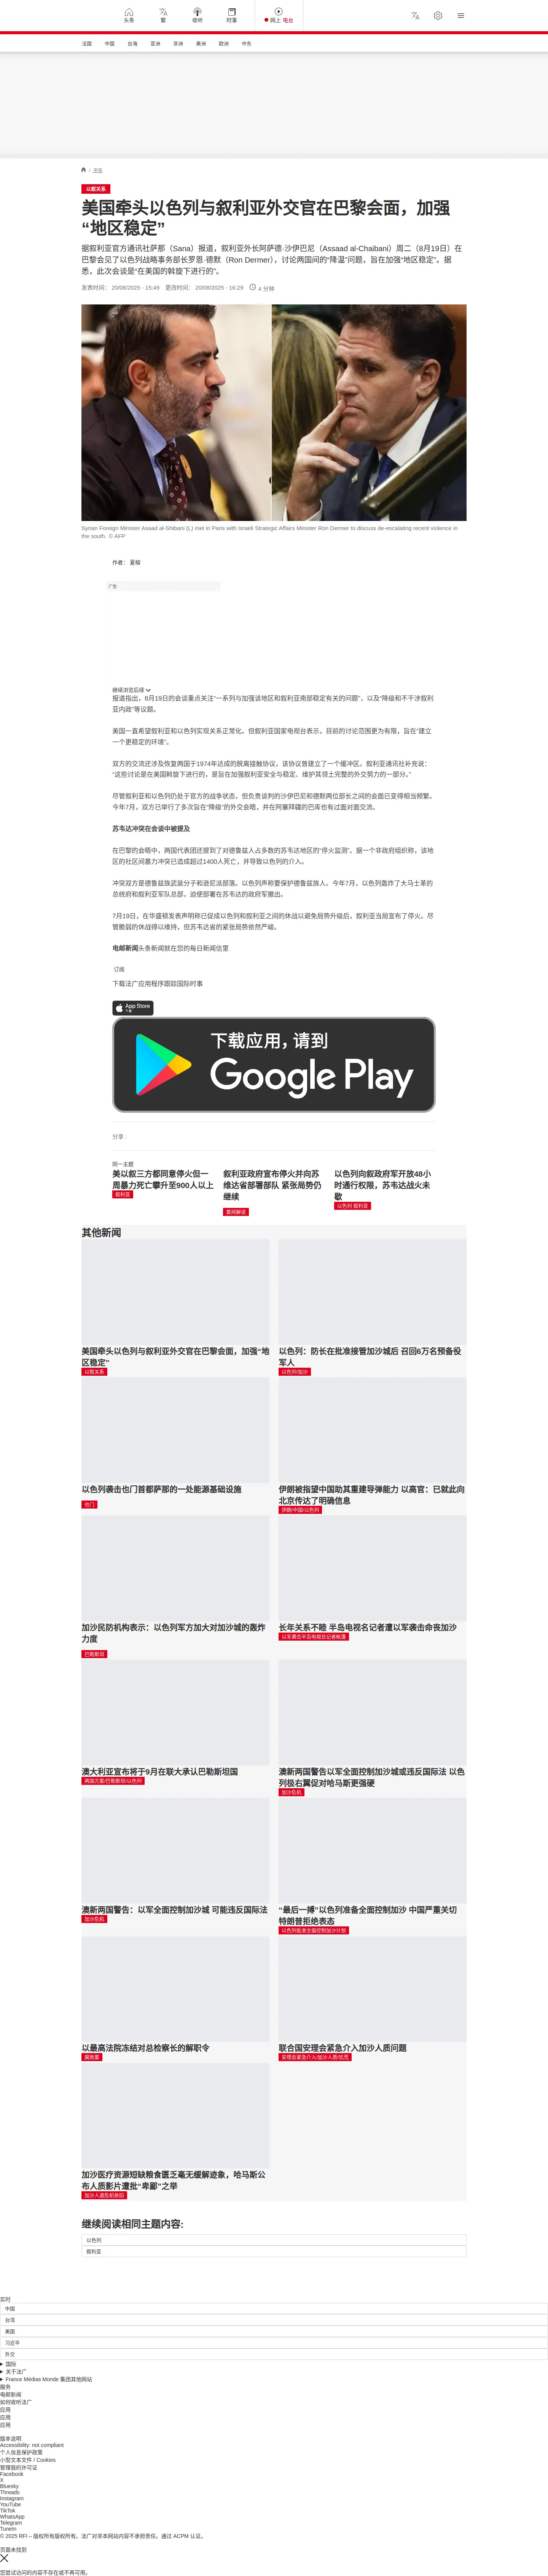 头条
繁
收听
时事
网上 电台
法国
中国
台海
亚洲
非洲
美洲
欧洲
中东
/ 中东
以叙关系
美国牵头以色列与叙利亚外交官在巴黎会面，加强
“地区稳定”
据叙利亚官方通讯社萨那（Sana）报道，叙利亚外长阿萨德·沙伊巴尼（Assaad al-Chaibani）周二（8月19日）在
巴黎会见了以色列战略事务部长罗恩·德默（Ron Dermer），讨论两国间的“降温”问题，旨在加强“地区稳定”。据
悉，此次会谈是“在美国的斡旋下进行的”。
发表时间： 20/08/2025 - 15:49 更改时间： 20/08/2025 - 16:29 4 分钟
Syrian Foreign Minister Asaad al-Shibani (L) met in Paris with Israeli Strategic Affairs Minister Ron Dermer to discuss de-escalating recent violence in
the south. © AFP
作者： 夏榕
广告
继续浏览后续
报道指出，8月19日的会谈重点关注“一系列与加强该地区和叙利亚南部稳定有关的问题”，以及“降级和不干涉叙利
亚内政”等议题。
美国一直希望叙利亚和以色列实现关系正常化。但叙利亚国家电视台表示，目前的讨论范围更为有限，旨在“建立
一个更稳定的环境”。
双方的交流还涉及恢复两国于1974年达成的脱离接触协议，该协议曾建立了一个缓冲区。叙利亚通讯社补充说：
“这些讨论是在美国斡旋下进行的，是旨在加强叙利亚安全与稳定、维护其领土完整的外交努力的一部分。”
尽管叙利亚和以色列仍处于官方的战争状态，但负责谈判的沙伊巴尼和德默两位部长之间的会面已变得相当频繁。
今年7月，双方已举行了多次旨在“降级”的外交会晤，并在阿塞拜疆的巴库也有过面对面交流。
苏韦达冲突在会谈中被提及
在巴黎的会晤中，两国代表团还提到了对德鲁兹人占多数的苏韦达地区的“停火监测”。据一个非政府组织称，该地
区的社区间暴力冲突已造成超过1400人死亡，并导致以色列的介入。
冲突双方是德鲁兹族武装分子和逊尼派部落。以色列声称要保护德鲁兹族人。今年7月，以色列轰炸了大马士革的
总统府和叙利亚军队总部，迫使部署在苏韦达的政府军撤出。
7月19日，在华盛顿发表声明称已促成以色列和叙利亚之间的休战以避免局势升级后，叙利亚当局宣布了停火。尽
管脆弱的休战得以维持，但苏韦达省的紧张局势依然严峻。
电邮新闻头条新闻就在您的每日新闻信里
订阅
下载法广应用程序跟踪国际时事
App Store
下载
下载应用，请到
Google Play
分享 :
同一主题
美以叙三方都同意停火但一
周暴力死亡攀升至900人以上
叙利亚
叙利亚政府宣布停火并向苏
维达省部署部队 紧张局势仍
继续
要闻解说
以色列向叙政府军开放48小
时通行权限，苏韦达战火未
歇
以色列 叙利亚
其他新闻
美国牵头以色列与叙利亚外交官在巴黎会面，加强“地
区稳定”
以叙关系
以色列：防长在批准接管加沙城后 召回6万名预备役
军人
以色列/加沙
以色列袭击也门首都萨那的一处能源基础设施
也门
伊朗被指望中国助其重建导弹能力 以高官：已就此向
北京传达了明确信息
伊朗/中国/以色列
加沙民防机构表示：以色列军方加大对加沙城的轰炸
力度
巴勒斯坦
长年关系不睦 半岛电视名记者遭以军袭击命丧加沙
以军袭击半岛电视台记者帐篷
澳大利亚宣布将于9月在联大承认巴勒斯坦国
两国方案/巴勒斯坦/以色列
澳新两国警告以军全面控制加沙城或违反国际法 以色
列极右翼促对哈马斯更强硬
加沙危机
澳新两国警告：以军全面控制加沙城 可能违反国际法
加沙危机
“最后一搏”以色列准备全面控制加沙 中国严重关切
特朗普拒绝表态
以色列批准全面控制加沙计划
以最高法院冻结对总检察长的解职令
腐败案
联合国安理会紧急介入加沙人质问题
安理会紧急介入/加沙人质/饥荒
加沙医疗资源短缺粮食匮乏毫无缓解迹象，哈马斯公
布人质影片遭批“卑鄙”之举
加沙人道危机依旧
继续阅读相同主题内容:
以色列
叙利亚
实时
中国
台湾
美国
习近平
外交
国际
关于法广
France Médias Monde 集团其他网站
服务
电邮新闻
如何收听法广
应用
应用
应用
版本说明
Accessibility: not compliant
个人信息保护政策
小型文本文件 / Cookies
管理我的许可证
Facebook
X
Bluesky
Threads
Instagram
YouTube
TikTok
WhatsApp
Telegram
TuneIn
© 2025 RFI – 版权所有版权所有。法广对非本网站内容不承担责任。通过 ACPM 认证。
页面未找到
您尝试访问的内容不存在或不再可用。